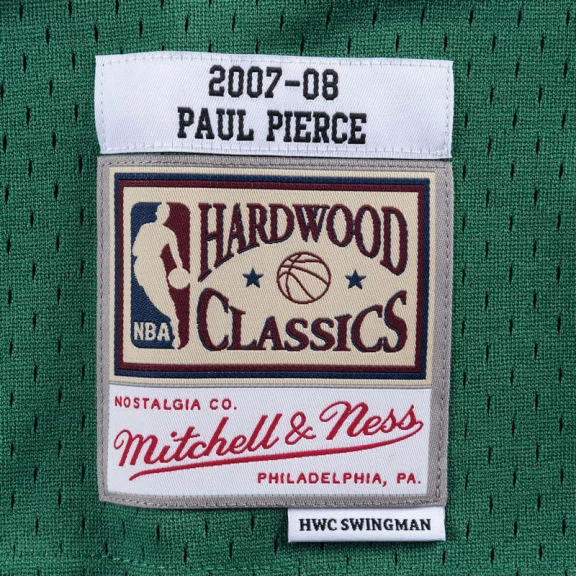 2007-08
PAUL PIERCE
HARDWOOD
CLASSICS
NBA
NOSTALGIA CO.
Mitchell & Ness
PHILADELPHIA, PA.
HWC SWINGMAN